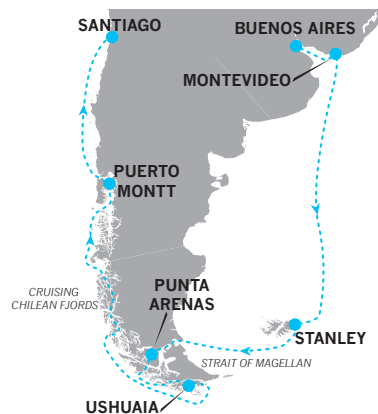 SANTIAGO
BUENOS AIRES
MONTEVIDEO
PUERTO
MONTT
CRUISING
CHILEAN FJORDS
PUNTA
ARENAS
STANLEY
STRAIT OF MAGELLAN
USHUAIA